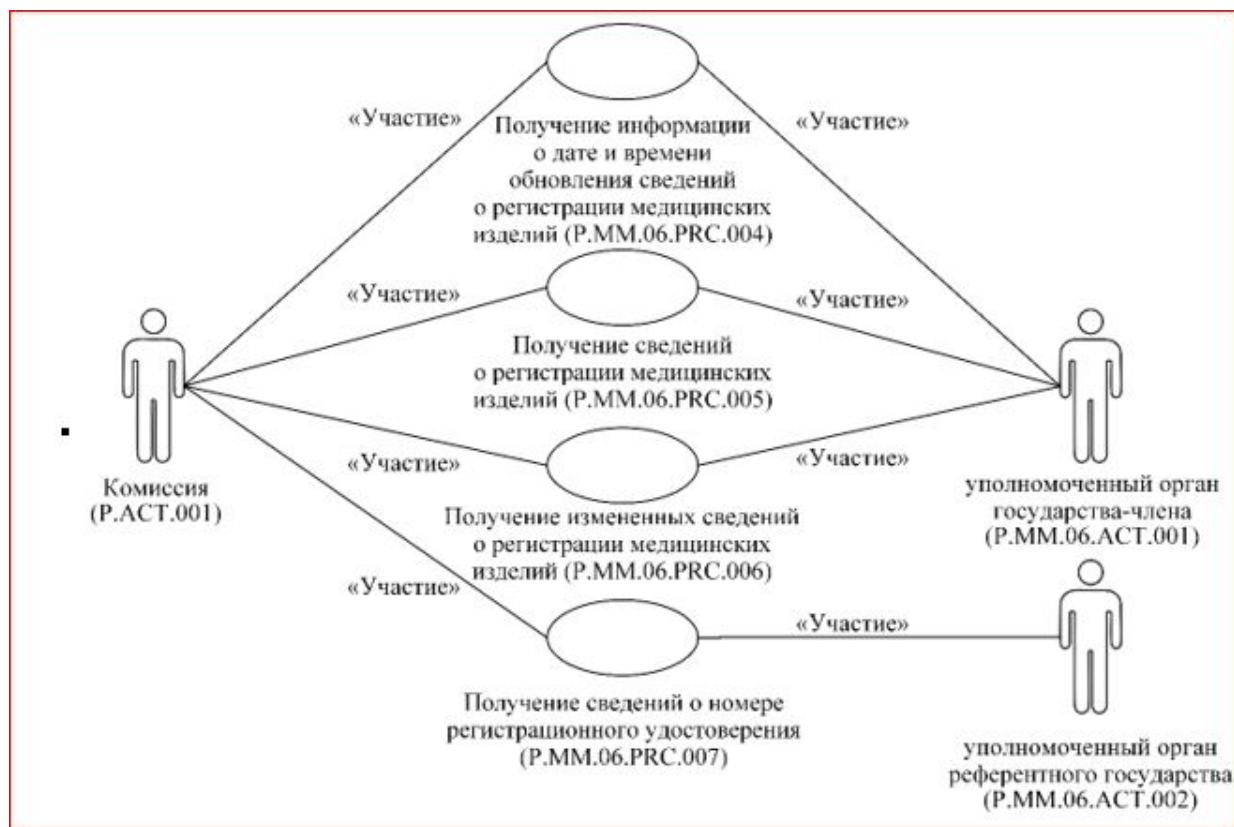 «Участие»
«Участие»
Получение информации
о дате и времени
обновления сведений
о регистрации медицинских
изделий (P.MM.06.PRC.004)
«Участие»
«Участие»
Получение сведений
о регистрации медицинских
изделий (P.MM.06.PRC.005)
«Участие»
«Участие»
Комиссия
(P.ACT.001)
уполномоченный орган
государства-члена
(P.MM.06.ACT.001)
Получение измененных сведений
о регистрации медицинских
изделий (P.MM.06.PRC.006)
«Участие»
«Участие»
Получение сведений о номере
регистрационного удостоверения
(P.MM.06.PRC.007)
уполномоченный орган
референтного государства
(P.MM.06.ACT.002)